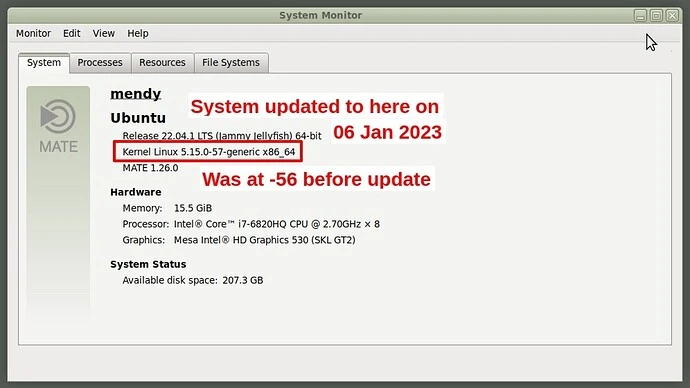 System Monitor
Monitor Edit View Help
System Processes Resources File Systems
MATE
mendy
System updated to here on
06 Jan 2023
Ubuntu
Release 22.04.1 LTS (Jammy Jellyfish) 64-bit
Kernel Linux 5.15.0-57-generic x86_64
MATE 1.26.0
Was at -56 before update
Hardware
Memory: 15.5 GiB
Processor: Intel® Core™ i7-6820HQ CPU @ 2.70GHz × 8
Graphics: Mesa Intel® HD Graphics 530 (SKL GT2)
System Status
Available disk space: 207.3 GB